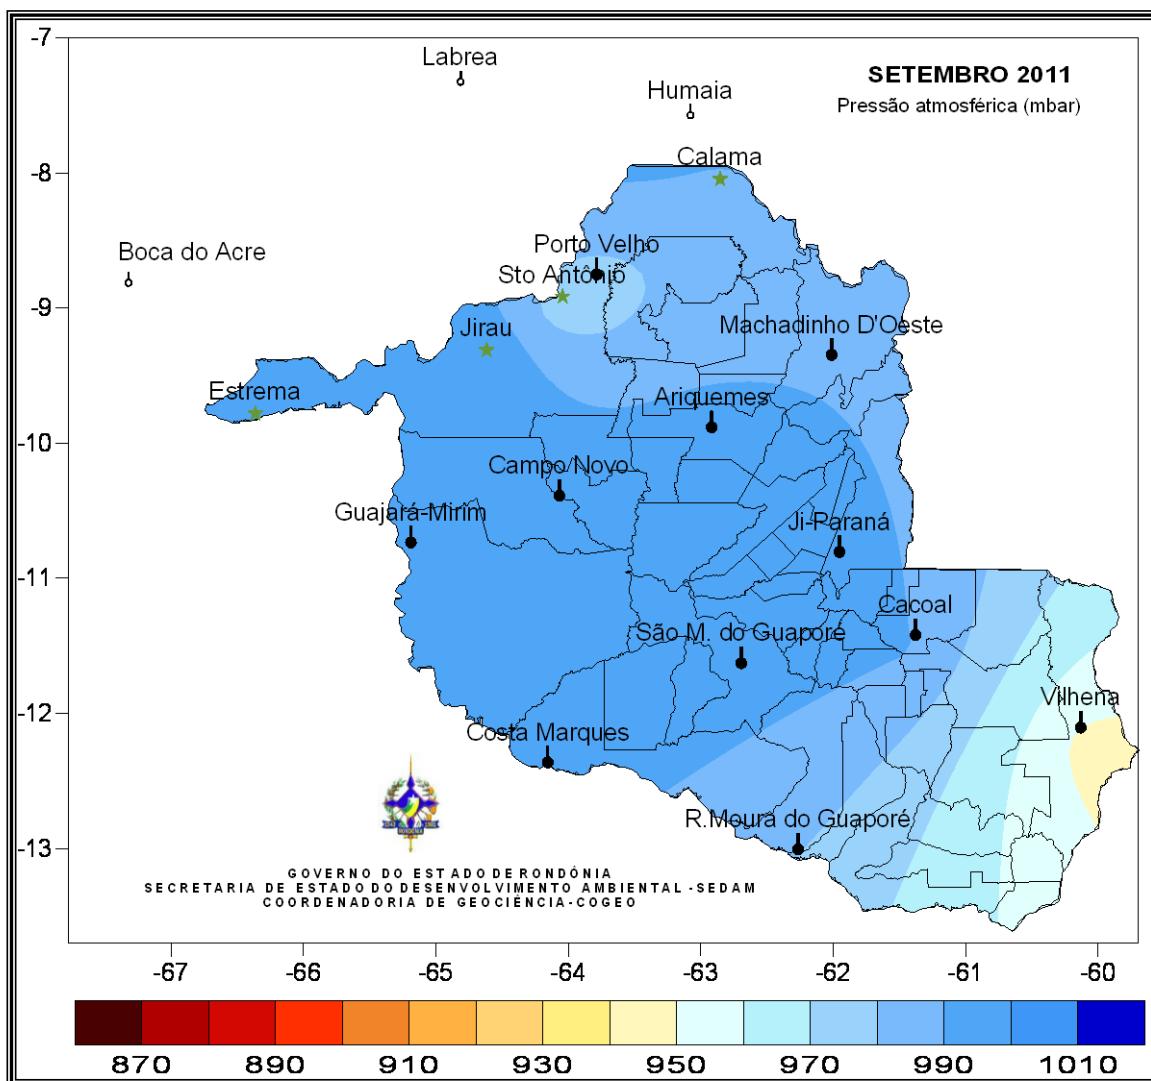 -7
Labrea
SETEMBRO 2011
Humaia
Pressão atmosférica (mbar)
Calama
-8
Boca do Acre
Porto Velho
Sto Antônio
-9
Jirau
Machadinho D'Oeste
Estrema
Ariquemes
-10
Campo Novo
Guajará-Mirim
Ji-Paraná
-11
Cacoal
São M. do Guaporé
Vilhena
-12
Costa Marques
R.Moura do Guaporé
-13
GOVERNO DO ESTADO DE RONDÔNIA
SECRETARIA DE ESTADO DO DESENVOLVIMENTO AMBIENTAL -SEDAM
COORDENADORIA DE GEOCIÊNCIA-COGEO
-67 -66 -65 -64 -63 -62 -61 -60
870 890 910 930 950 970 990 1010